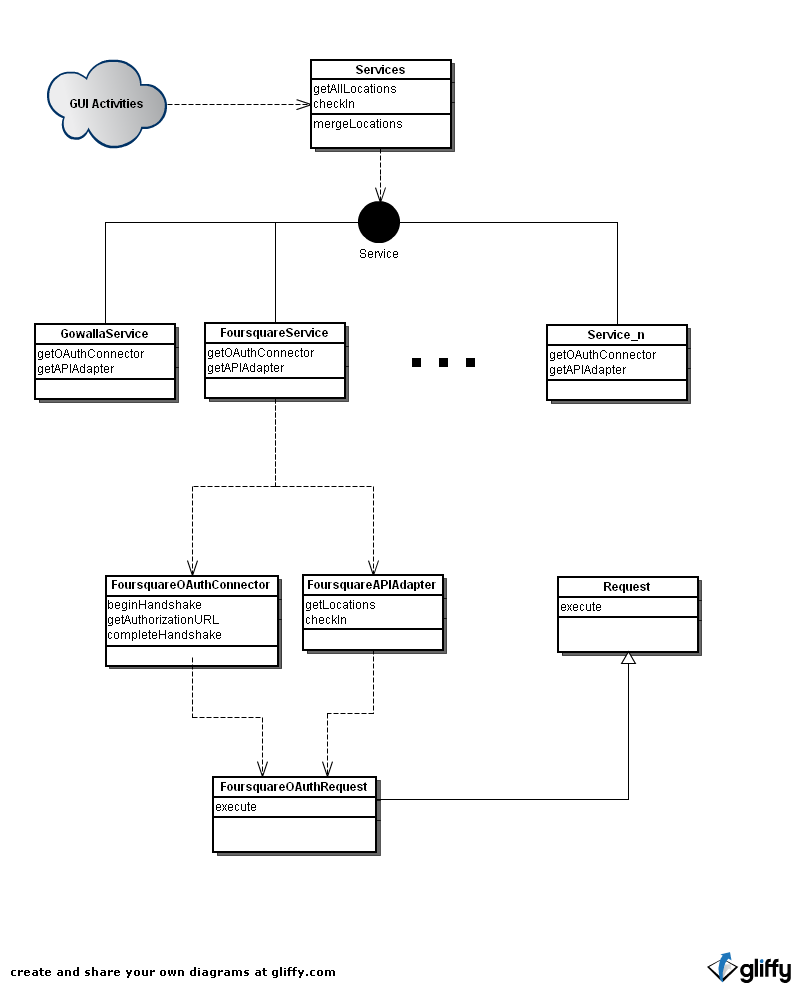 Services
getAllLocations
GUI Activities
checkIn
mergeLocations
Service
GowallaService
getOAuthConnector
getAPIAdapter
FoursquareService
getOAuthConnector
getAPIAdapter
Service_n
getOAuthConnector
getAPIAdapter
FoursquareOAuthConnector
beginHandshake
getAuthorizationURL
completeHandshake
FoursquareAPIAdapter
getLocations
checkIn
Request
execute
FoursquareOAuthRequest
execute
create and share your own diagrams at gliffy.com
gliffy